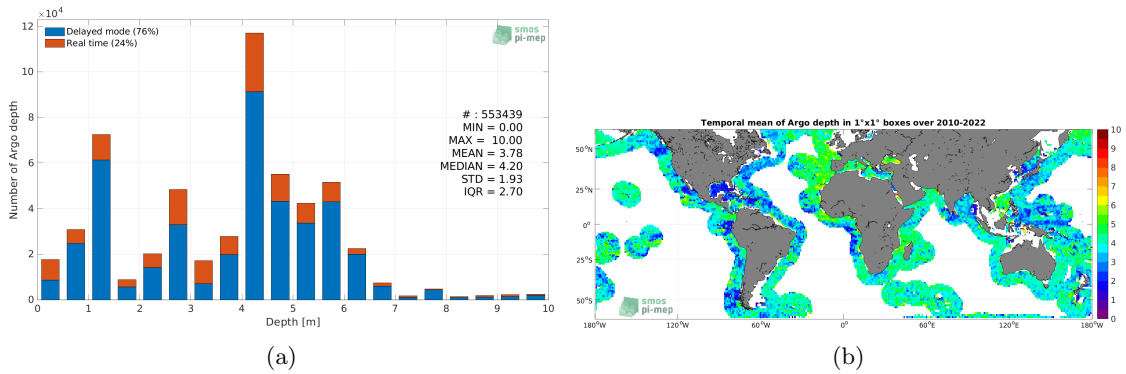 ×10⁴
12
10
8
6
4
2
0
0 1 2 3 4 5 6 7 8 9 10
Number of Argo depth
Depth [m]
Delayed mode (76%)
Real time (24%)
smos
pi-mep
# : 553439
MIN = 0.00
MAX = 10.00
MEAN = 3.78
MEDIAN = 4.20
STD = 1.93
IQR = 2.70
(a)
Temporal mean of Argo depth in 1°x1° boxes over 2010-2022
50°N
25°N
0°
25°S
50°S
180°W 120°W 60°W 0° 60°E 120°E 180°W
10
9
8
7
6
5
4
3
2
1
0
smos
pi-mep
(b)